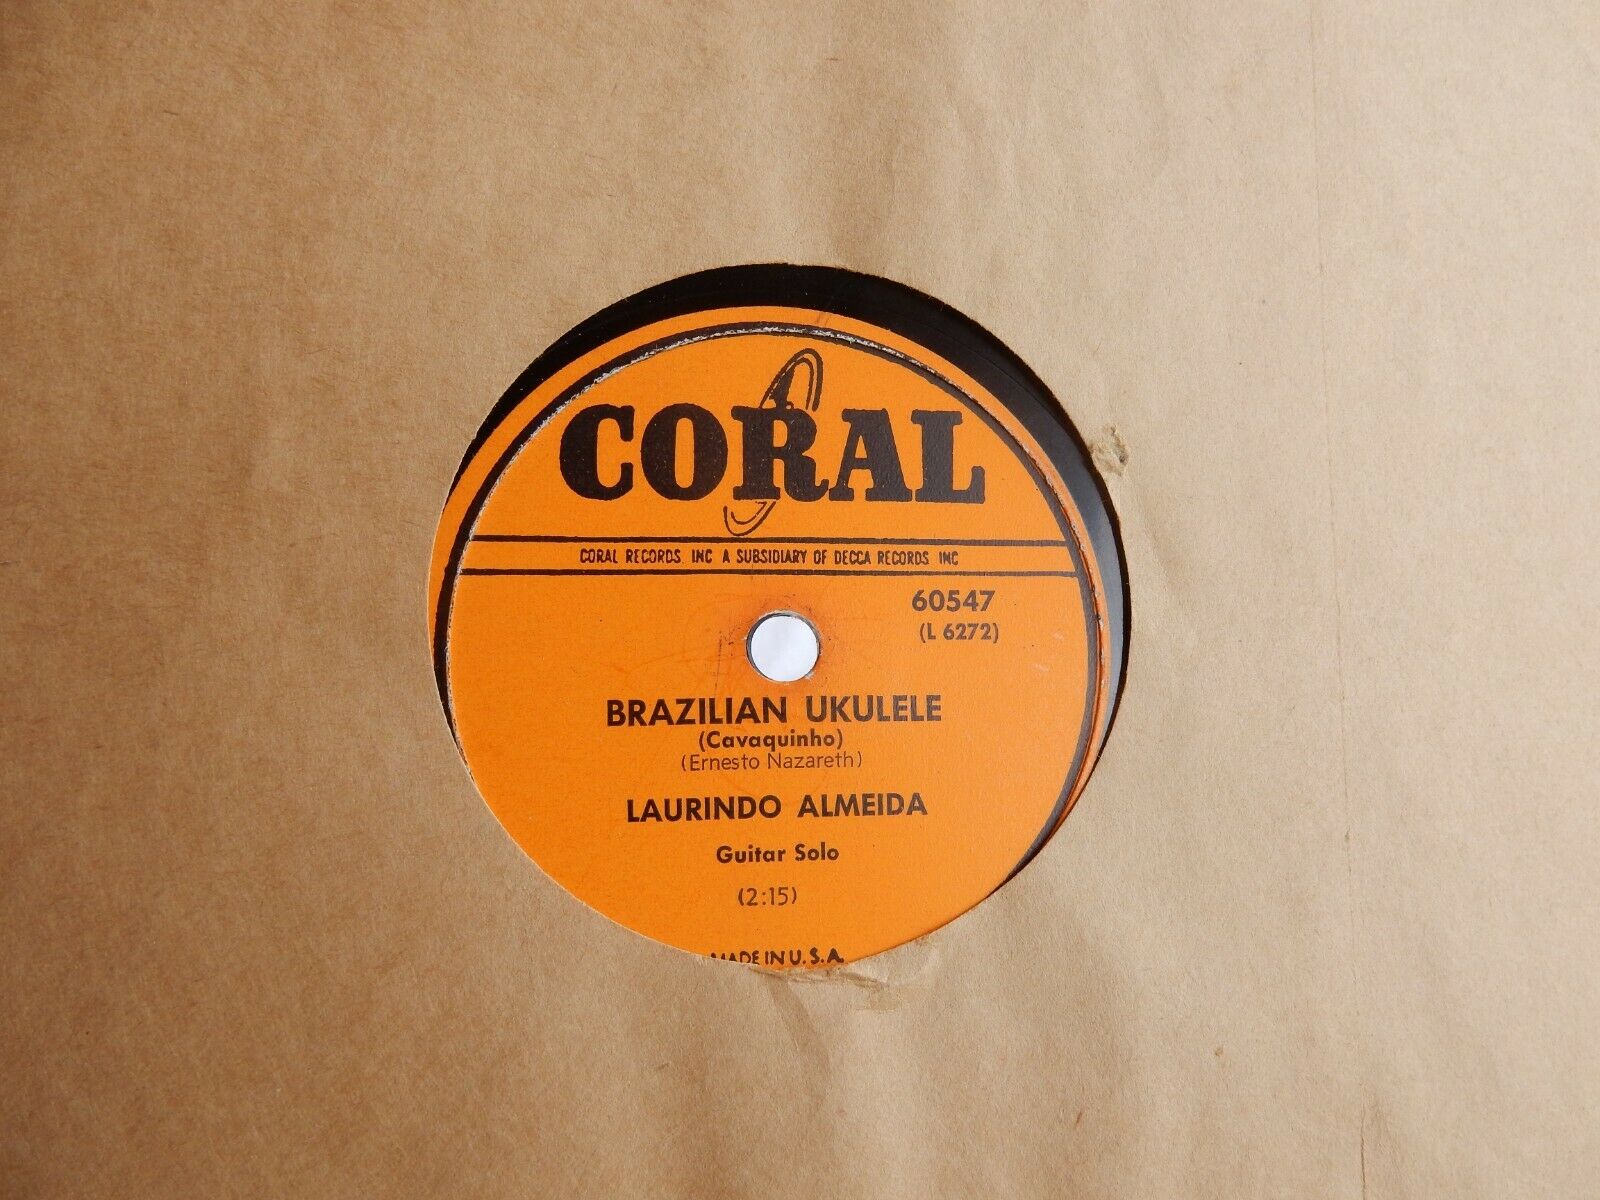 CORAL
CORAL RECORDS INC A SUBSIDIARY OF DECCA RECORDS INC
60547
(L 6272)
BRAZILIAN UKULELE
(Cavaquinho)
(Ernesto Nazareth)
LAURINDO ALMEIDA
Guitar Solo
(2:15)
MADE IN U.S.A.